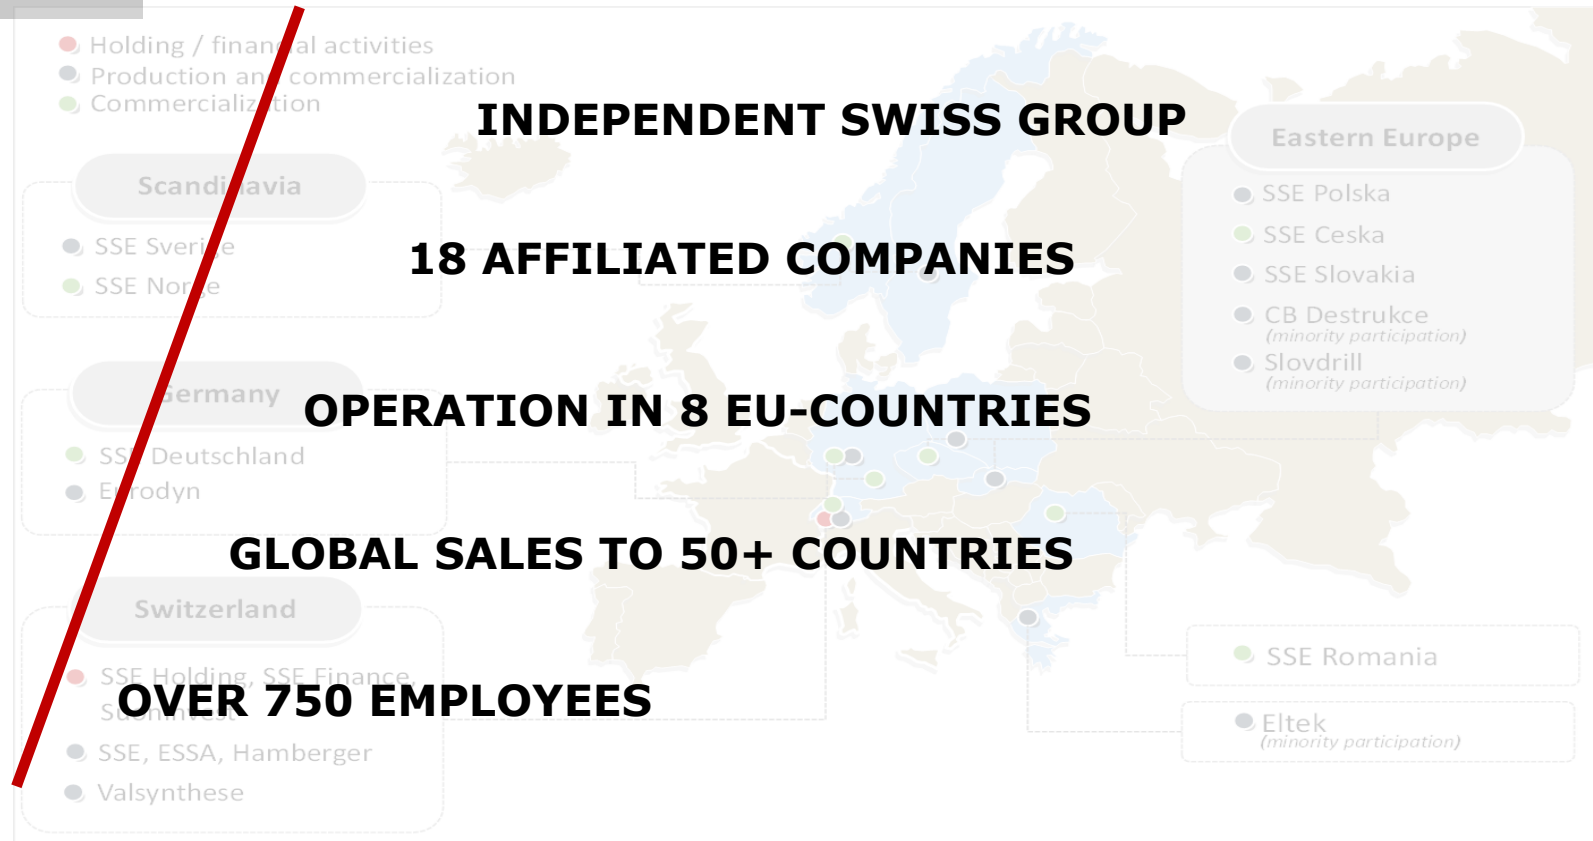 Holding / financial activities
Production and commercialization
Commercialization
INDEPENDENT SWISS GROUP
Eastern Europe
SSE Polska
SSE Ceska
SSE Slovakia
CB Destrukce
(minority participation)
Slovdrill
(minority participation)
Scandinavia
SSE Sverige
SSE Norge
18 AFFILIATED COMPANIES
Germany
SSE Deutschland
Eurodyn
OPERATION IN 8 EU-COUNTRIES
GLOBAL SALES TO 50+ COUNTRIES
Switzerland
SSE Holding, SSE Finance,
Subninvest
SSE, ESSA, Hamberger
Valsynthese
OVER 750 EMPLOYEES
SSE Romania
Eltek
(minority participation)